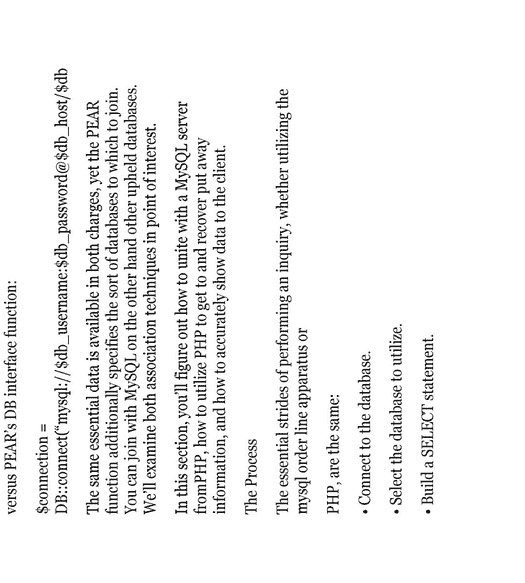 versus PEAR's DB interface function:
$connection =
DB::connect("mysql://$db_username:$db_password@$db_host/$db
The same essential data is available in both charges, yet the PEAR
function additionally specifies the sort of databases to which to join.
You can join with MySQL on the other hand other upheld databases.
We'll examine both association techniques in point of interest.
In this section, you'll figure out how to unite with a MySQL server
fromPHP, how to utilize PHP to get to and recover put away
information, and how to accurately show data to the client.
The Process
The essential strides of performing an inquiry, whether utilizing the
mysql order line apparatus or
PHP, are the same:
• Connect to the database.
• Select the database to utilize.
• Build a SELECT statement.